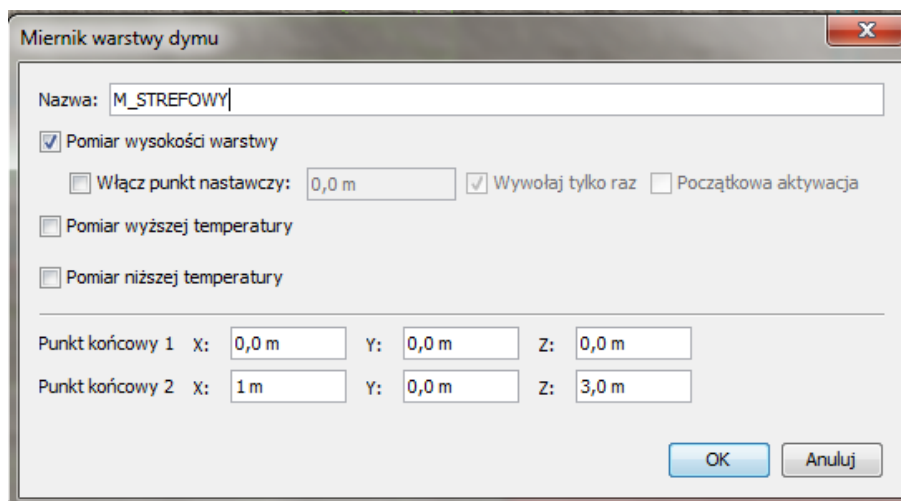 Miernik warstwy dymu
Nazwa: M_STREFOWY
Pomiar wysokości warstwy
Włącz punkt nastawczy: 0,0 m Wywołaj tylko raz Początkowa aktywacja
Pomiar wyższej temperatury
Pomiar niższej temperatury
Punkt końcowy 1 X: 0,0 m Y: 0,0 m Z: 0,0 m
Punkt końcowy 2 X: 1 m Y: 0,0 m Z: 3,0 m
OK Anuluj